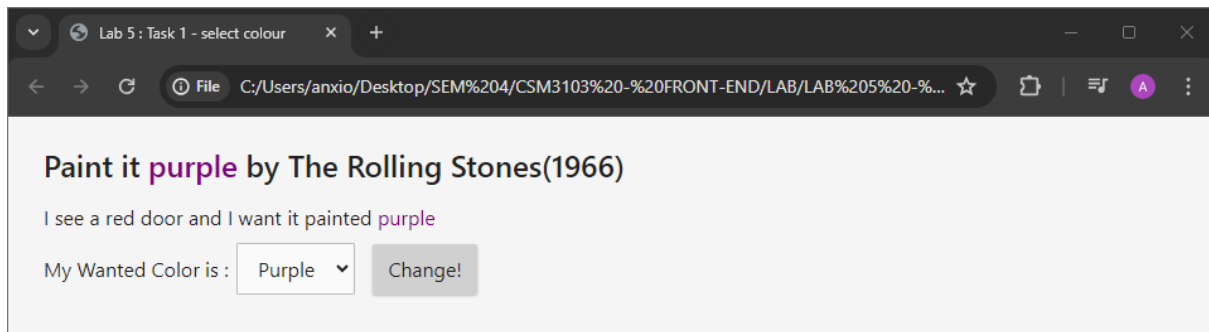 Lab 5 : Task 1 - select colour
File C:/Users/anxio/Desktop/SEM%204/CSM3103%20-%20FRONT-END/LAB/LAB%205%20-%... A
Paint it purple by The Rolling Stones(1966)
I see a red door and I want it painted purple
My Wanted Color is : Purple Change!